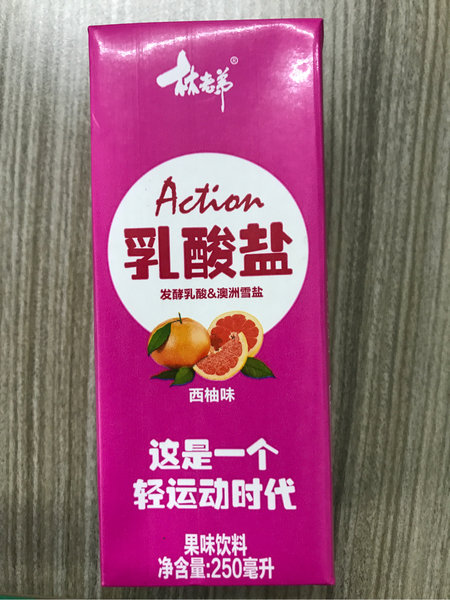 林老弟®
Action
乳酸盐
发酵乳酸&澳洲雪盐
西柚味
这是一个
轻运动时代
果味饮料
净含量:250毫升